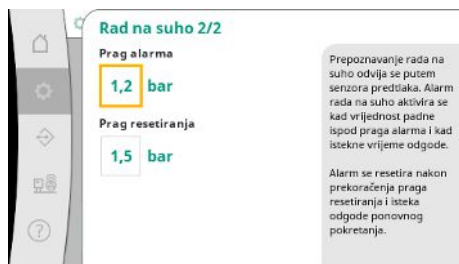 Rad na suho 2/2
Prag alarma
1,2 bar
Prag resetiranja
1,5 bar
Prepoznavanje rada na
suho odvija se putem
senzora predtlaka. Alarm
rada na suho aktivira se
kad vrijednost padne
ispod praga alarma i kad
istekne vrijeme odgode.
Alarm se resetira nakon
prekoračenja praga
resetiranja i isteka
odgode ponovnog
pokretanja.